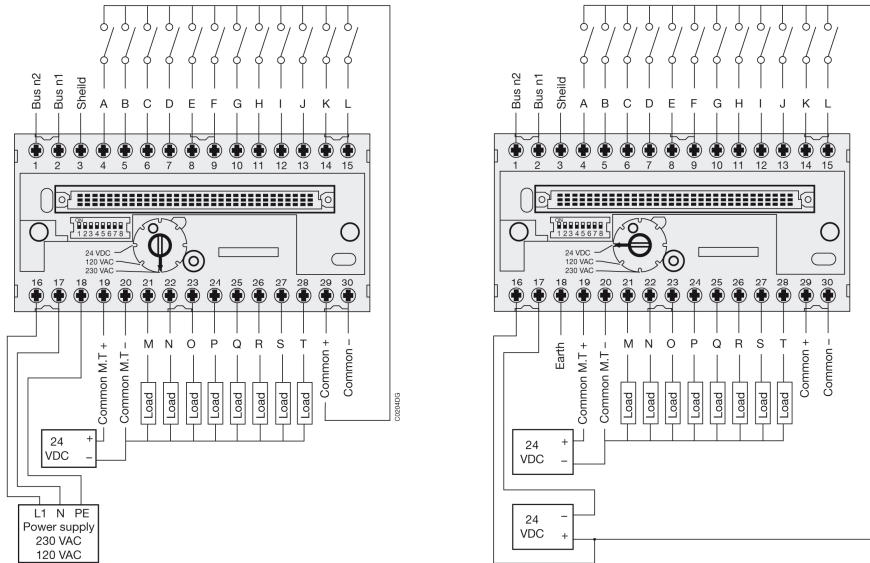 Bus n2
Bus n1
Sheild
A B C D E F G H I J K L
1 2 3 4 5 6 7 8 9 10 11 12 13 14 15
ON
1 2 3 4 5 6 7 8
24 VDC
120 VAC
230 VAC
16 17 18 19 20 21 22 23 24 25 26 27 28 29 30
Common M.T +
Common M.T −
M N O P Q R S T
Common +
Common −
Load Load Load Load Load Load Load Load
24
VDC
+
−
L1 N PE
Power supply
230 VAC
120 VAC
C0204DG
Bus n2
Bus n1
Sheild
A B C D E F G H I J K L
1 2 3 4 5 6 7 8 9 10 11 12 13 14 15
ON
1 2 3 4 5 6 7 8
24 VDC
120 VAC
230 VAC
16 17 18 19 20 21 22 23 24 25 26 27 28 29 30
Earth
Common M.T +
Common M.T −
M N O P Q R S T
Common +
Common −
Load Load Load Load Load Load Load Load
24
VDC
+
−
24
VDC
−
+